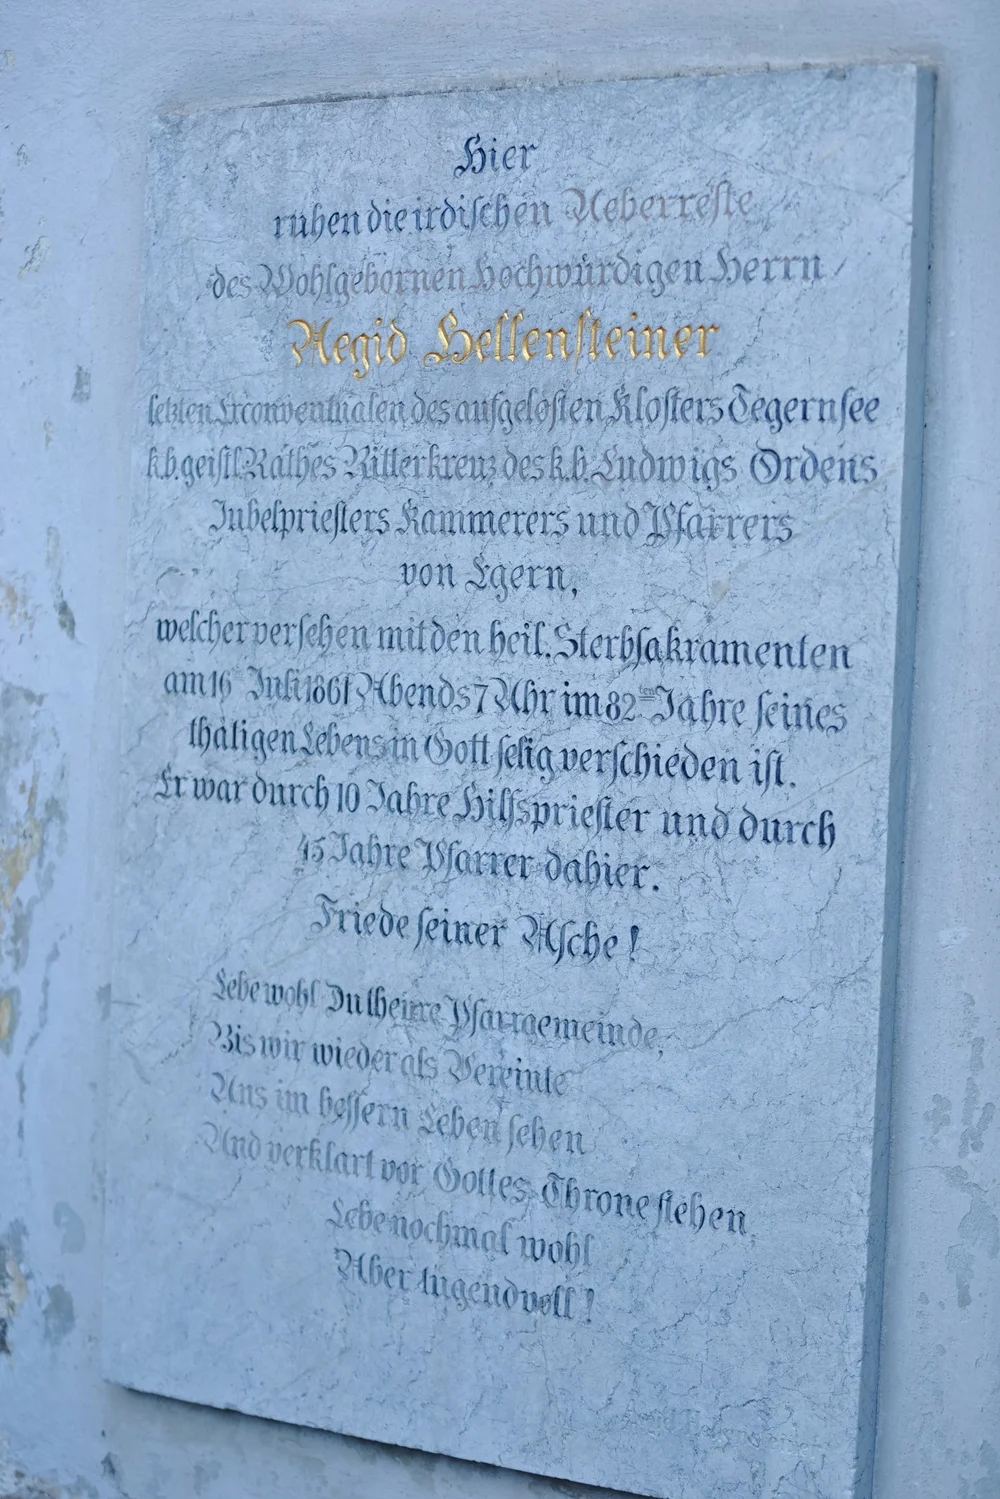 Hier
ruhen die irdischen Ueberreste
des Wohlgebornen Hochwürdigen Herrn
Aegid Hellensteiner
letzten Exconventualen des aufgelösten Klosters Tegernsee
k.b. geistl. Rathes Ritterkreuz des k.b. Ludwigs Ordens
Jubelpriesters Kammerers und Pfarrers
von Egern,
welcher versehen mit den heil. Sterbsakramenten
am 16ten Juli 1861 Abends 7 Uhr im 82ten Jahre seines
thätigen Lebens in Gott selig verschieden ist.
Er war durch 10 Jahre Hilfspriester und durch
45 Jahre Pfarrer dahier.
Friede seiner Asche!
Lebe wohl Du theure Pfarrgemeinde,
Bis wir wieder als Vereinte
Uns im bessern Leben sehen
Und verklärt vor Gottes Throne stehen,
Lebe nochmal wohl
Aber tugendvoll!